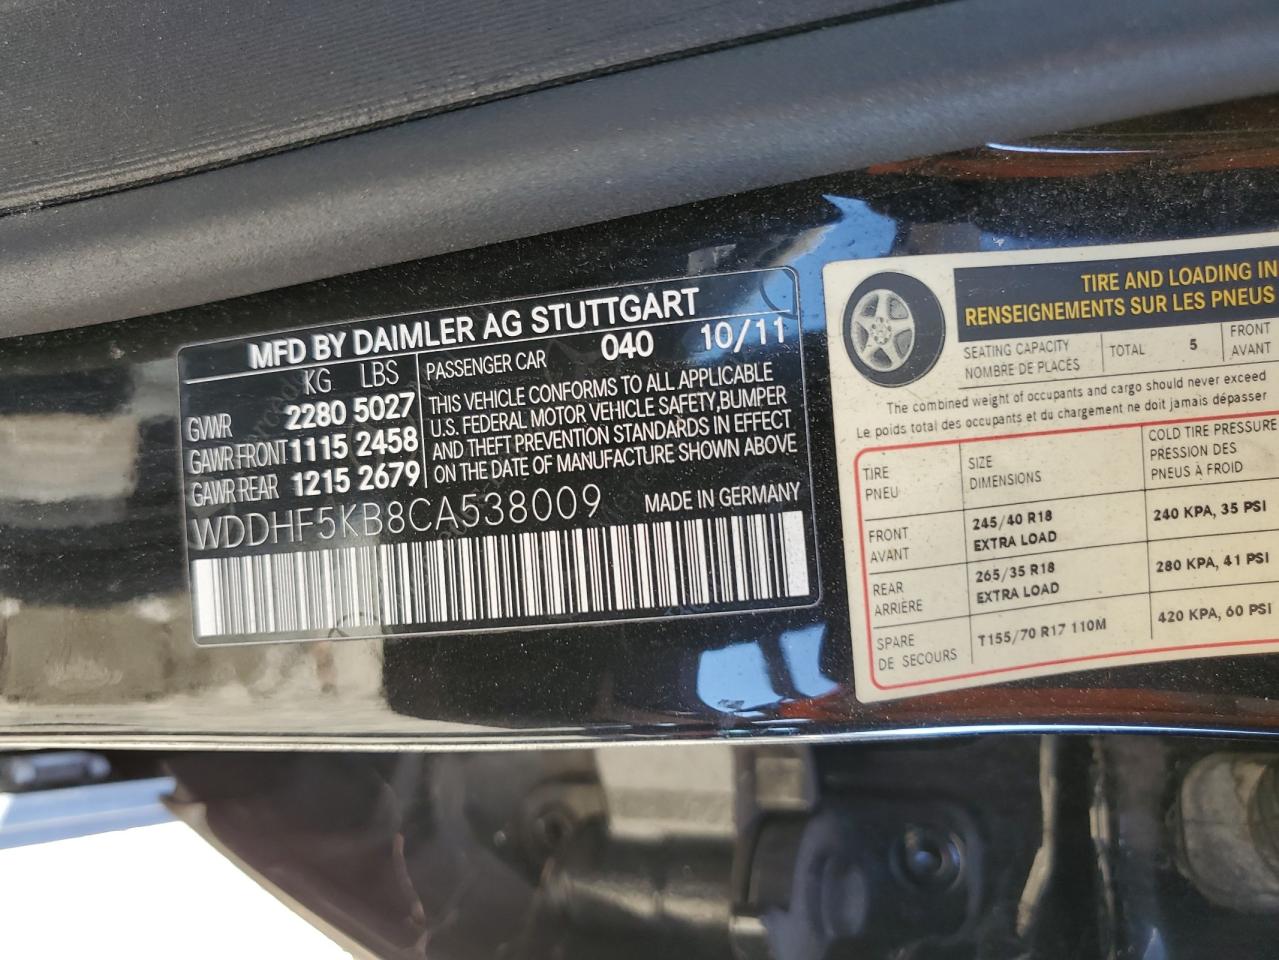 MFD BY DAIMLER AG STUTTGART
KG LBS
GVWR 2280 5027
GAWR FRONT 1115 2458
GAWR REAR 1215 2679
PASSENGER CAR 040 10/11
THIS VEHICLE CONFORMS TO ALL APPLICABLE
U.S. FEDERAL MOTOR VEHICLE SAFETY, BUMPER
AND THEFT PREVENTION STANDARDS IN EFFECT
ON THE DATE OF MANUFACTURE SHOWN ABOVE
WDDHF5KB8CA538009 MADE IN GERMANY
TIRE AND LOADING IN
RENSEIGNEMENTS SUR LES PNEUS
SEATING CAPACITY
NOMBRE DE PLACES
TOTAL 5
FRONT
AVANT
The combined weight of occupants and cargo should never exceed
Le poids total des occupants et du chargement ne doit jamais dépasser
TIRE
PNEU
SIZE
DIMENSIONS
COLD TIRE PRESSURE
PRESSION DES
PNEUS À FROID
FRONT
AVANT
245/40 R18
EXTRA LOAD
240 KPA, 35 PSI
REAR
ARRIÈRE
265/35 R18
EXTRA LOAD
280 KPA, 41 PSI
SPARE
DE SECOURS
T155/70 R17 110M
420 KPA, 60 PSI